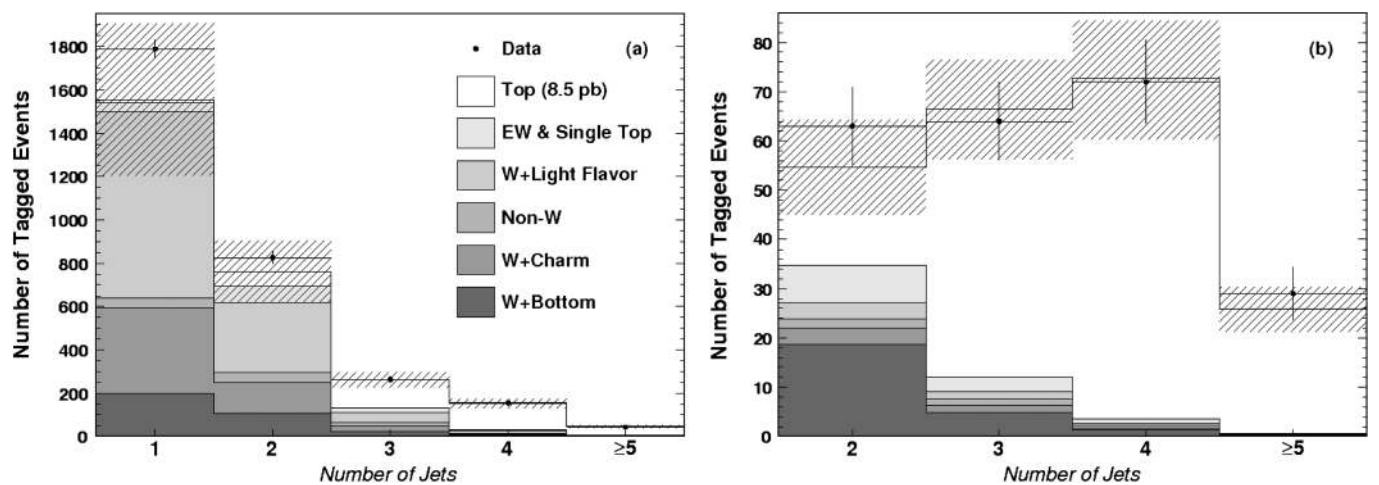 Number of Tagged Events
1800
1600
1400
1200
1000
800
600
400
200
0
1
2
3
4
≥5
Number of Jets
(a)
Data
Top (8.5 pb)
EW & Single Top
W+Light Flavor
Non-W
W+Charm
W+Bottom
Number of Tagged Events
80
70
60
50
40
30
20
10
0
2
3
4
≥5
Number of Jets
(b)